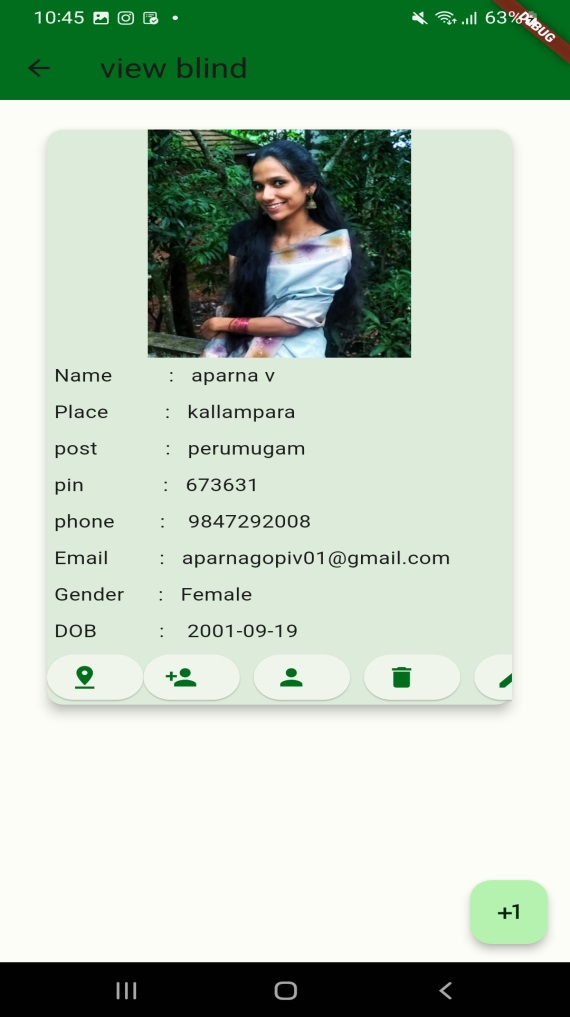 10:45 63%
DEBUG
view blind
Name : aparna v
Place : kallampara
post : perumugam
pin : 673631
phone : 9847292008
Email : aparnagopiv01@gmail.com
Gender : Female
DOB : 2001-09-19
+1